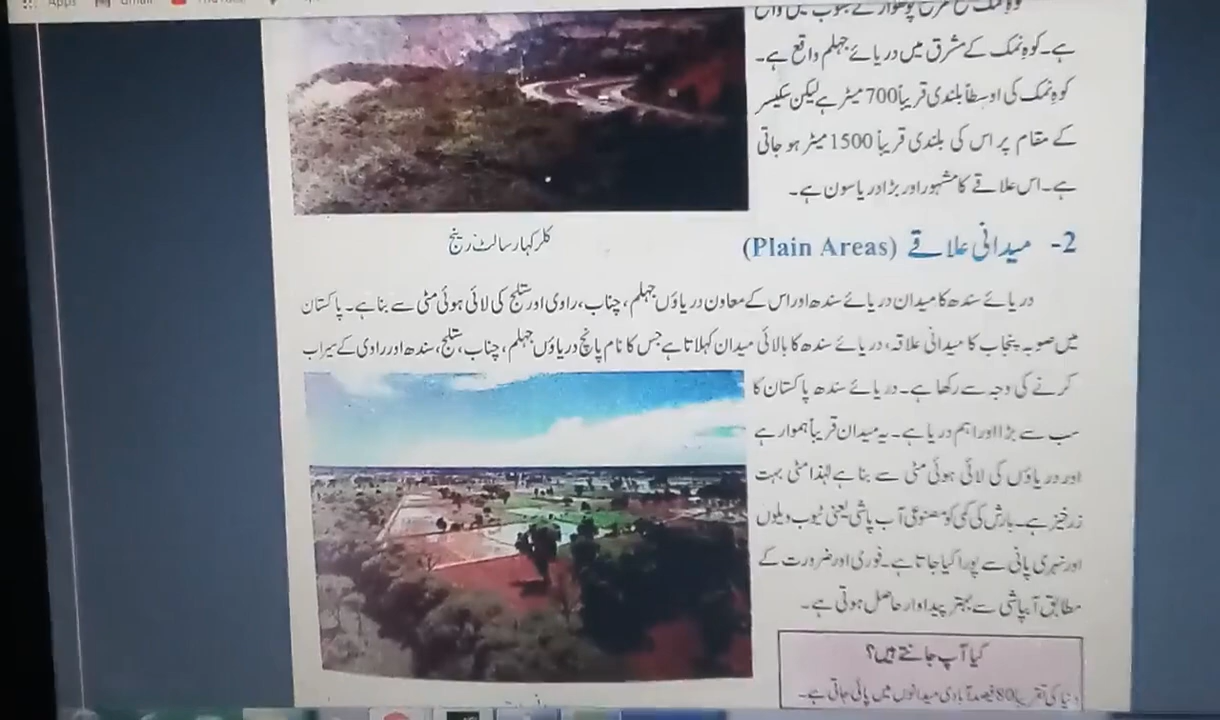 ہے۔کوہِ نمک کے مشرق میں دریائے جہلم واقع ہے۔
کوہِ نمک کی اوسطاً بلندی قریباً 700 میٹر ہے لیکن سکیسر
کے مقام پر اس کی بلندی قریباً 1500 میٹر ہو جاتی
ہے۔اس علاقے کا مشہور اور بڑا دریا سون ہے۔
کلر کہار سالٹ رینج
2- میدانی علاقے (Plain Areas)
دریائے سندھ کا میدان دریائے سندھ اور اس کے معاون دریاؤں جہلم، چناب، راوی اور ستلج کی لائی ہوئی مٹی سے بنا ہے۔ پاکستان
میں صوبہ پنجاب کا میدانی علاقہ، دریائے سندھ کا بالائی میدان کہلاتا ہے جس کا نام پانچ دریاؤں جہلم، چناب، ستلج، سندھ اور راوی کے سیراب
کرنے کی وجہ سے رکھا ہے۔ دریائے سندھ پاکستان کا
سب سے بڑا اور اہم دریا ہے۔ یہ میدان قریباً ہموار ہے
اور دریاؤں کی لائی ہوئی مٹی سے بنا ہے لہٰذا مٹی بہت
زرخیز ہے۔ بارش کی کمی کو مصنوعی آب پاشی یعنی ٹیوب ویلوں
اور نہری پانی سے پورا کیا جاتا ہے۔ فوری اور ضرورت کے
مطابق آبپاشی سے بہتر پیداوار حاصل ہوتی ہے۔
کیا آپ جانتے ہیں؟
دنیا کی تقریباً 80 فیصد آبادی میدانوں میں پائی جاتی ہے۔